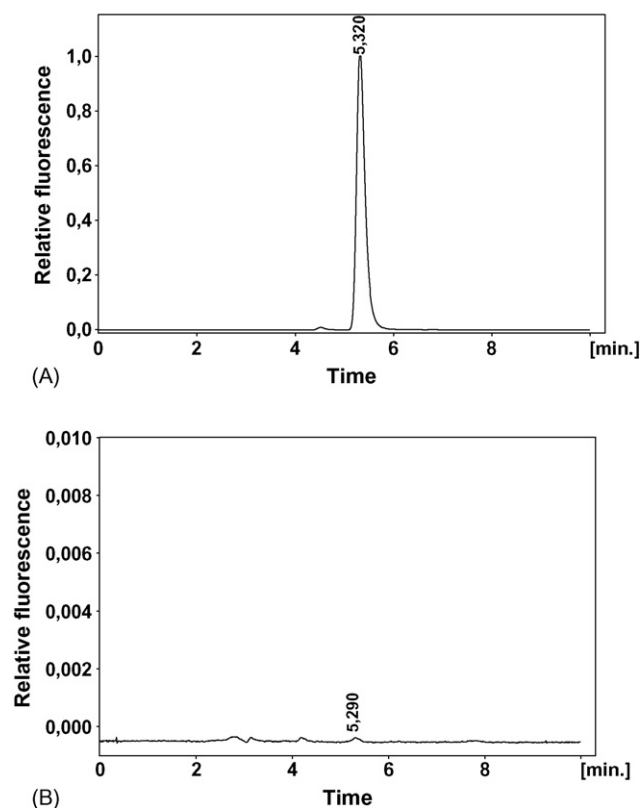 5,320
1,0
0,8
0,6
0,4
0,2
0,0
Relative fluorescence
0 2 4 6 8 [min.]
Time
(A)
0,010
0,008
0,006
0,004
0,002
0,000
Relative fluorescence
5,290
0 2 4 6 8 [min.]
Time
(B)